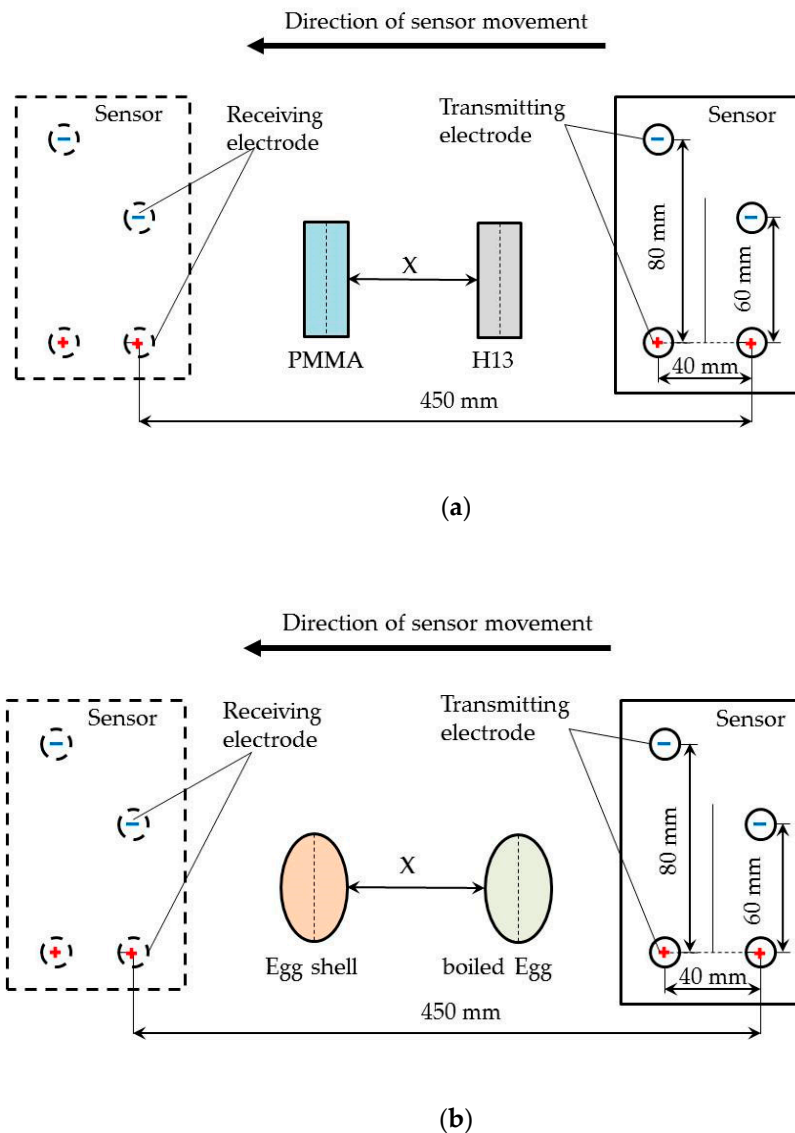 Direction of sensor movement
Sensor
Receiving
electrode
Transmitting
electrode
Sensor
−
−
−
−
80 mm
60 mm
X
+
+
+
+
PMMA
H13
40 mm
450 mm
(a)
Direction of sensor movement
Sensor
Receiving
electrode
Transmitting
electrode
Sensor
−
−
−
−
80 mm
60 mm
X
+
+
+
+
Egg shell
boiled Egg
40 mm
450 mm
(b)